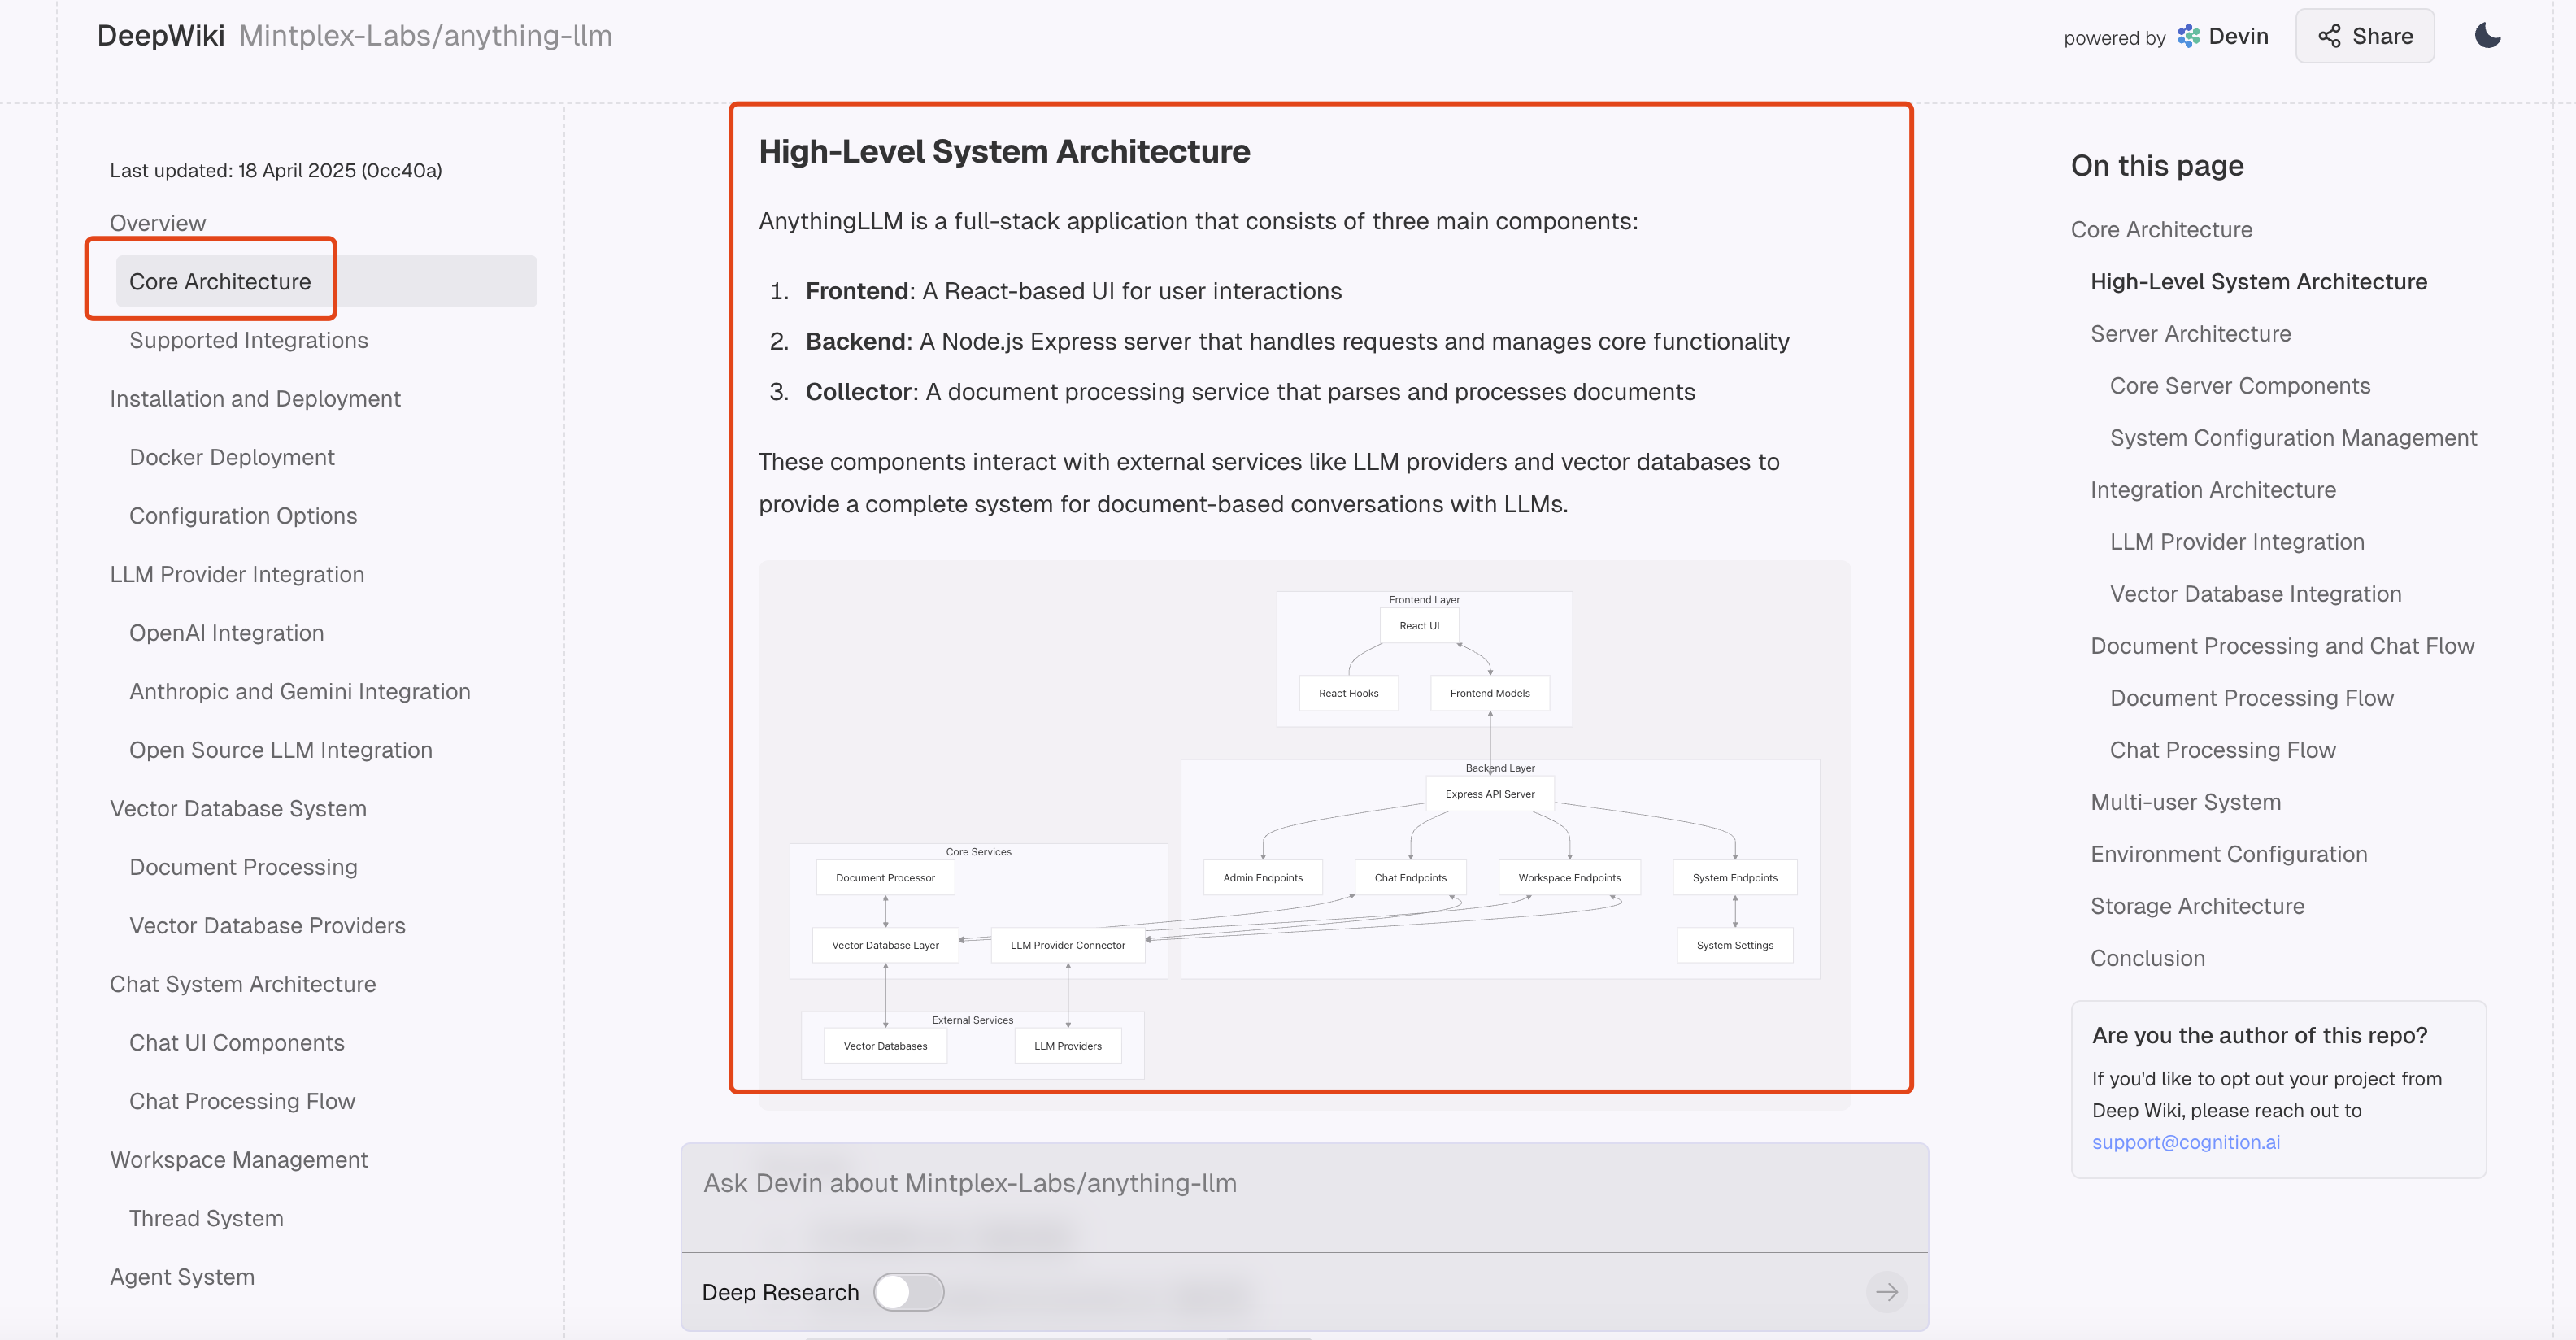 DeepWiki Mintplex-Labs/anything-llm
powered by Devin
Share
Last updated: 18 April 2025 (0cc40a)
Overview
Core Architecture
Supported Integrations
Installation and Deployment
Docker Deployment
Configuration Options
LLM Provider Integration
OpenAI Integration
Anthropic and Gemini Integration
Open Source LLM Integration
Vector Database System
Document Processing
Vector Database Providers
Chat System Architecture
Chat UI Components
Chat Processing Flow
Workspace Management
Thread System
Agent System
High-Level System Architecture
AnythingLLM is a full-stack application that consists of three main components:
1. Frontend: A React-based UI for user interactions
2. Backend: A Node.js Express server that handles requests and manages core functionality
3. Collector: A document processing service that parses and processes documents
These components interact with external services like LLM providers and vector databases to
provide a complete system for document-based conversations with LLMs.
Frontend Layer
React UI
React Hooks
Frontend Models
Backend Layer
Express API Server
Core Services
Document Processor
Admin Endpoints
Chat Endpoints
Workspace Endpoints
System Endpoints
Vector Database Layer
LLM Provider Connector
System Settings
External Services
Vector Databases
LLM Providers
Ask Devin about Mintplex-Labs/anything-llm
Deep Research
On this page
Core Architecture
High-Level System Architecture
Server Architecture
Core Server Components
System Configuration Management
Integration Architecture
LLM Provider Integration
Vector Database Integration
Document Processing and Chat Flow
Document Processing Flow
Chat Processing Flow
Multi-user System
Environment Configuration
Storage Architecture
Conclusion
Are you the author of this repo?
If you'd like to opt out your project from
Deep Wiki, please reach out to
support@cognition.ai